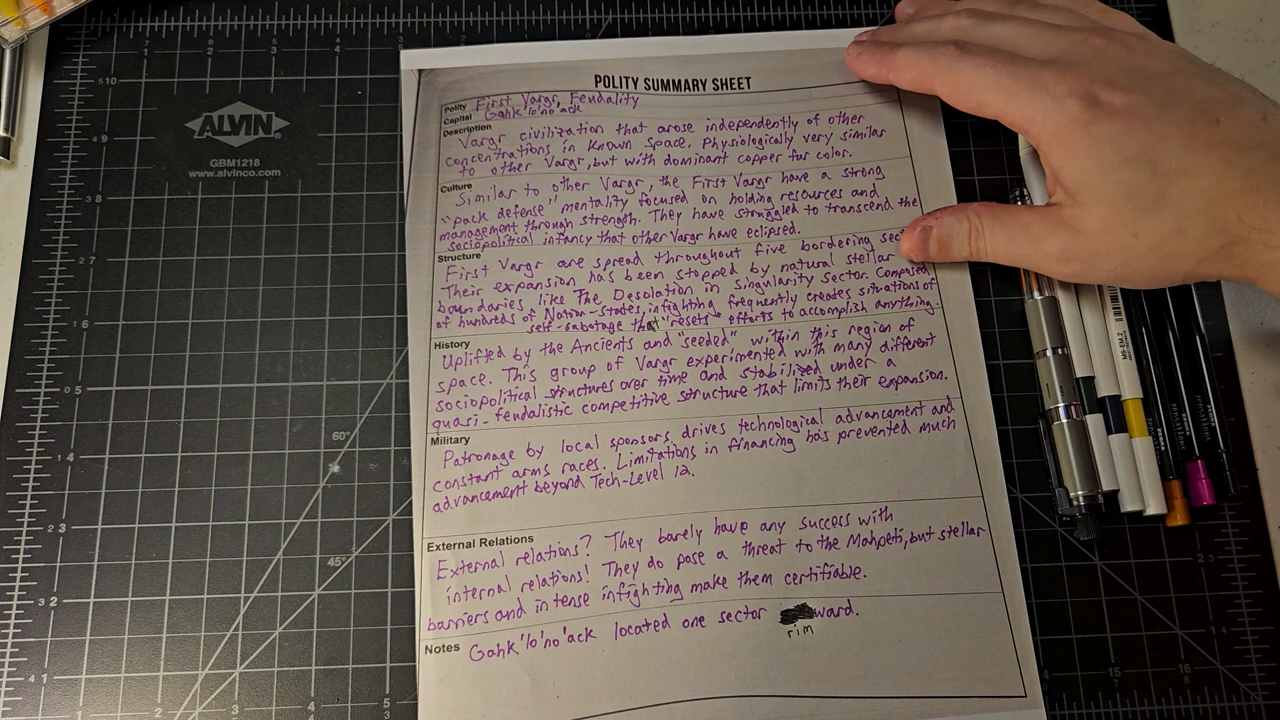 ALVIN
GBM1218
www.alvinco.com
POLITY SUMMARY SHEET
Polity First Vargr Feudality
Capital Gahk'lo'no'ack
Description
Vargr civilization that arose independently of other
concentrations in known space. Physiologically very similar
to other Vargr, but with dominant copper fur color.
Culture
Similar to other Vargr, the First Vargr have a strong
"pack defense" mentality focused on holding resources and
management through strength. They have struggled to transcend the
sociopolitical infancy that other Vargr have eclipsed.
Structure
First Vargr are spread throughout five bordering
Their expansion has been stopped by natural stellar
boundaries like The Desolation in Singularity Sector. Composed
of hundreds of Nation-states, infighting frequently creates situations of
self-sabotage that "resets" efforts to accomplish anything.
History
Uplifted by the Ancients and "seeded" within this region of
space. This group of Vargr experimented with many different
sociopolitical structures over time and stabilized under a
quasi-feudalistic competitive structure that limits their expansion.
Military
Patronage by local sponsors drives technological advancement and
constant arms races. Limitations in financing has prevented much
advancement beyond Tech-Level 12.
External Relations
External relations? They barely have any success with
internal relations! They do pose a threat to the Mahpeti, but stellar
barriers and intense infighting make them certifiable.
Notes Gahk'lo'no'ack located one sector ward.
rim
60°
45°